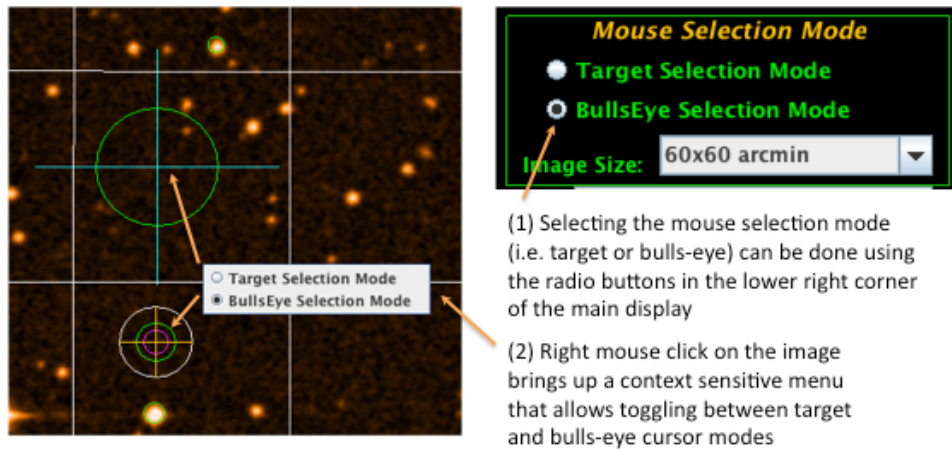 Mouse Selection Mode
Target Selection Mode
BullsEye Selection Mode
Image Size: 60x60 arcmin
Target Selection Mode
BullsEye Selection Mode
(1) Selecting the mouse selection mode
(i.e. target or bulls-eye) can be done using
the radio buttons in the lower right corner
of the main display
(2) Right mouse click on the image
brings up a context sensitive menu
that allows toggling between target
and bulls-eye cursor modes